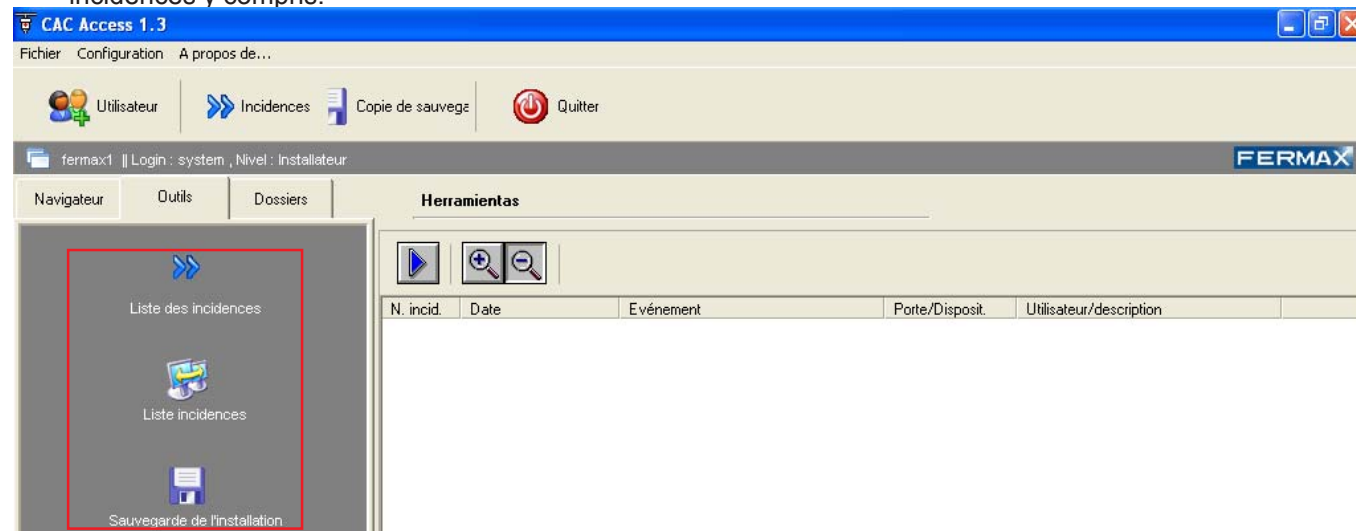 incidences y compris.
CAC Access 1.3
Fichier Configuration A propos de...
Utilisateur Incidences Copie de sauvega Quitter
fermax1 || Login : system , Nivel : Installateur FERMAX
Navigateur Outils Dossiers Herramientas
Liste des incidences
N. incid. Date Evénement Porte/Disposit. Utilisateur/description
Liste incidences
Sauvegarde de l'installation